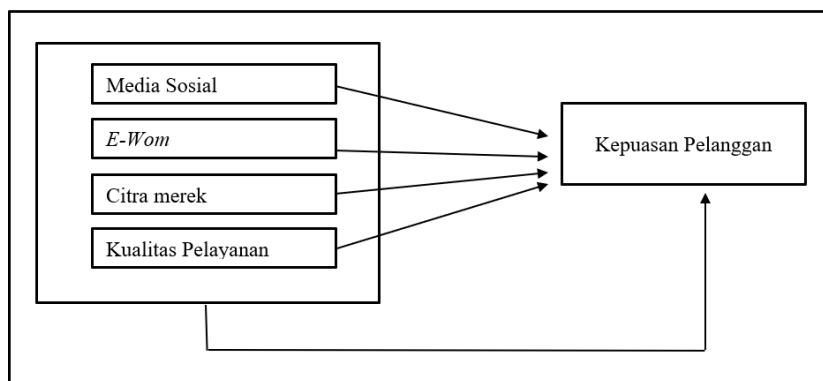 Media Sosial
E-Wom
Citra merek
Kualitas Pelayanan
Kepuasan Pelanggan